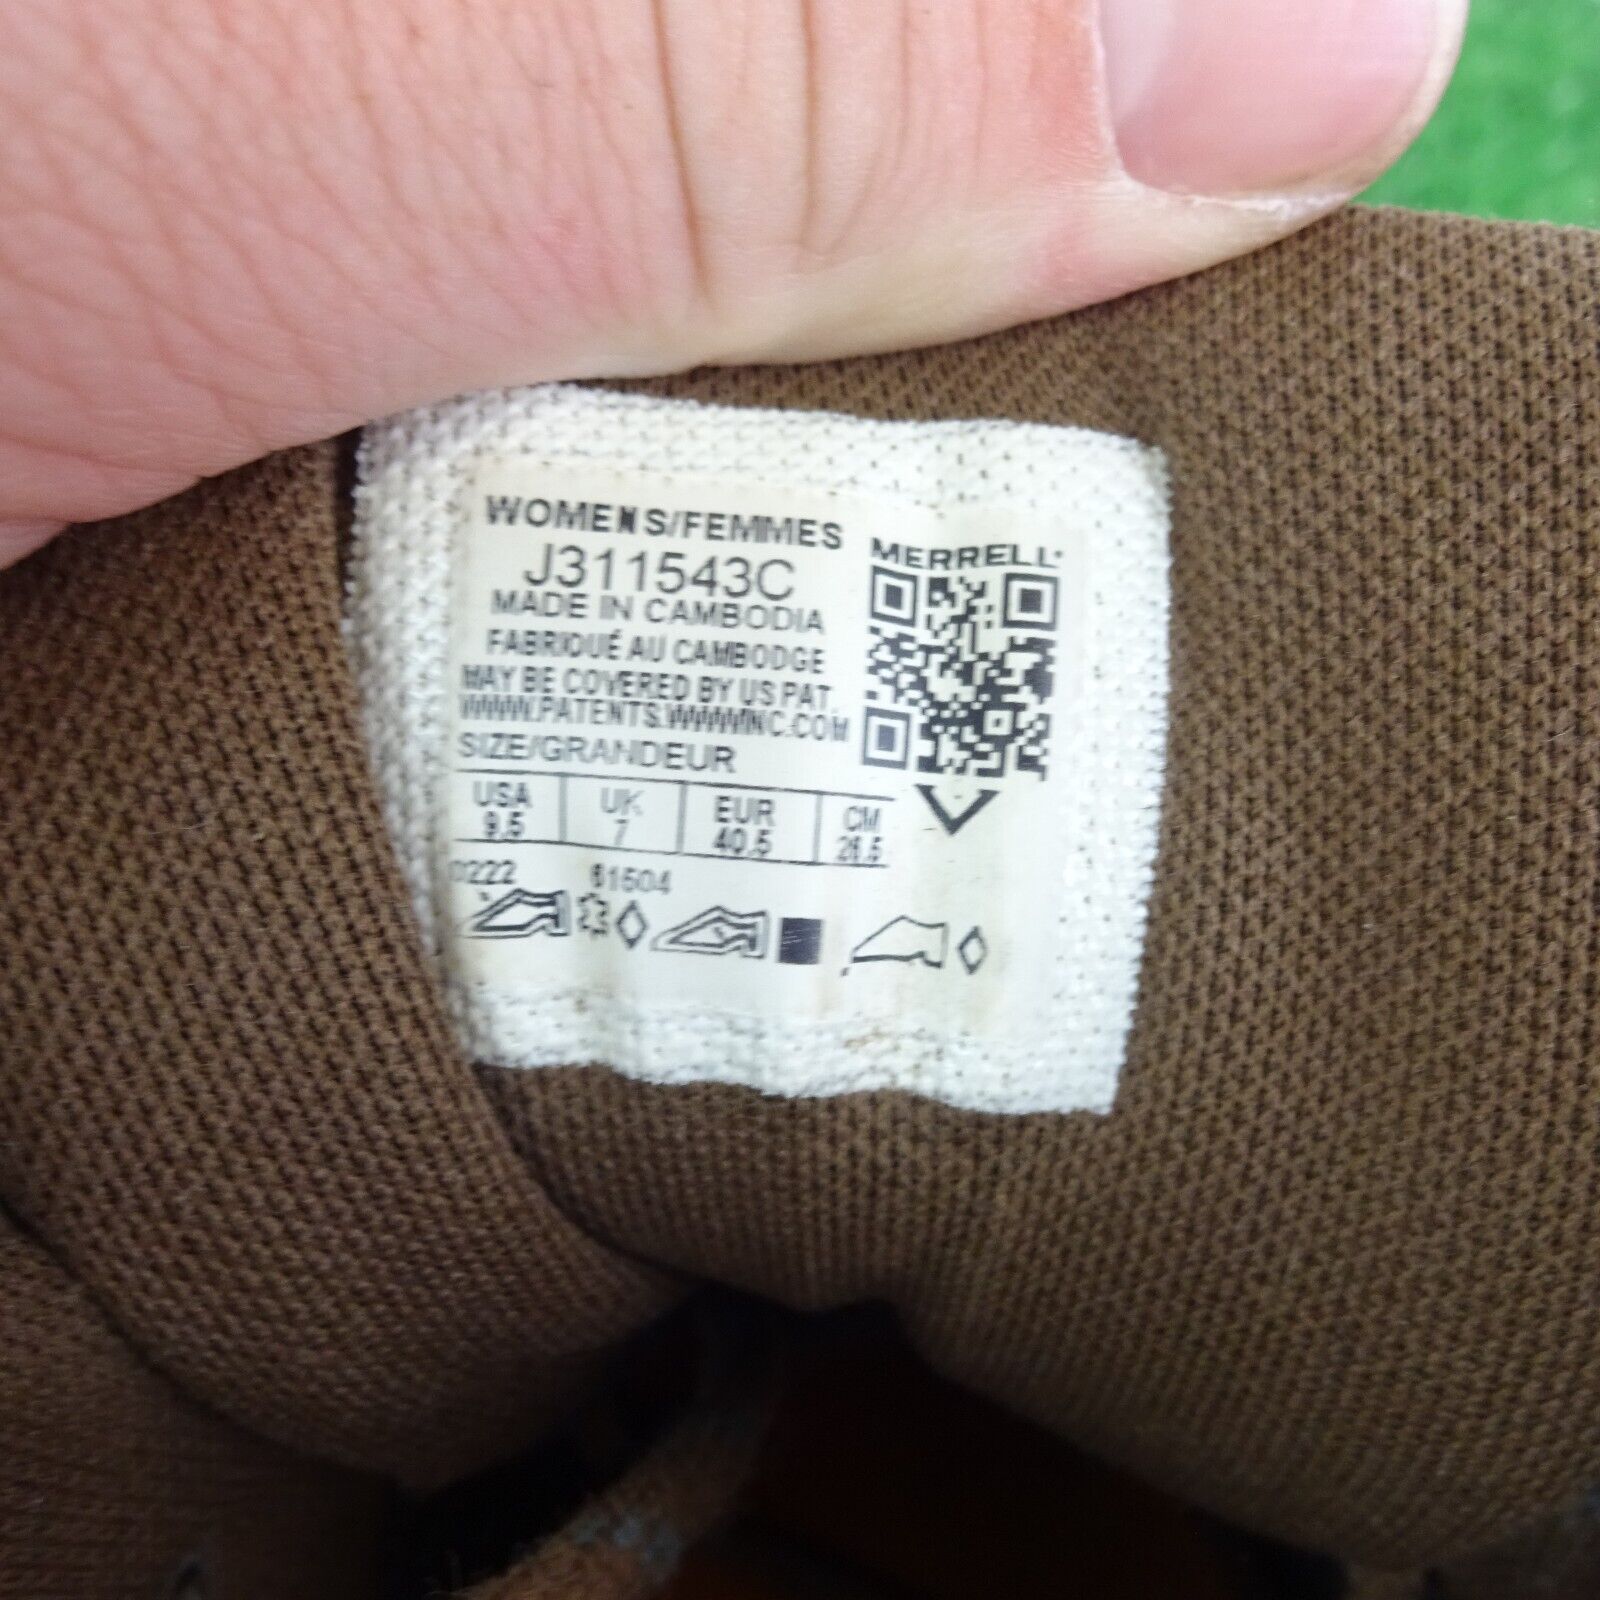 WOMENS/FEMMES
J311543C
MADE IN CAMBODIA
FABRIQUÉ AU CAMBODGE
MAY BE COVERED BY US PAT.
WWW.PATENTS.WWWINC.COM
SIZE/GRANDEUR
MERRELL
USA UK EUR CM
9.5 7 40.5 26.5
0222 61504